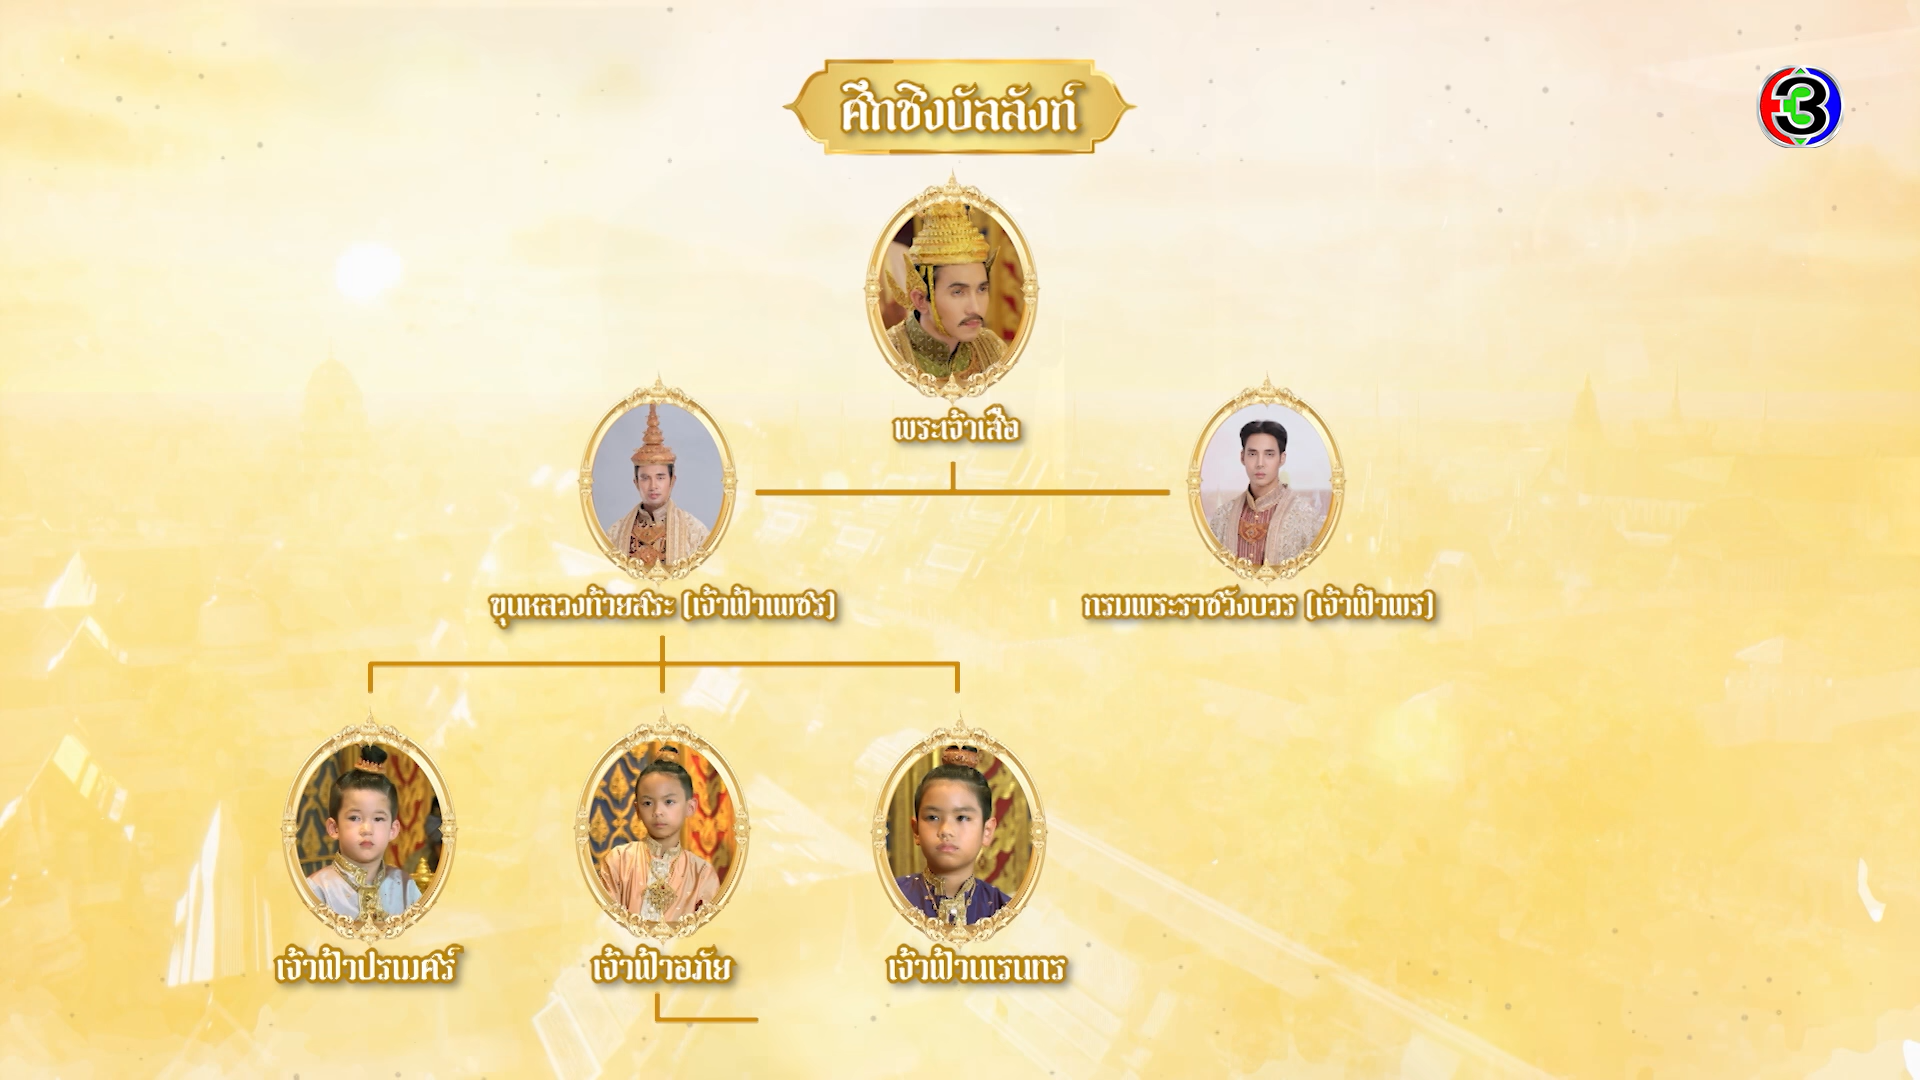 ศึกชิงบัลลังก์
3
พระเจ้าเสือ
ขุนหลวงท้ายสระ (เจ้าฟ้าเพชร)
กรมพระราชวังบวร (เจ้าฟ้าพร)
เจ้าฟ้าปรเมศร์
เจ้าฟ้าอภัย
เจ้าฟ้านเรนทร